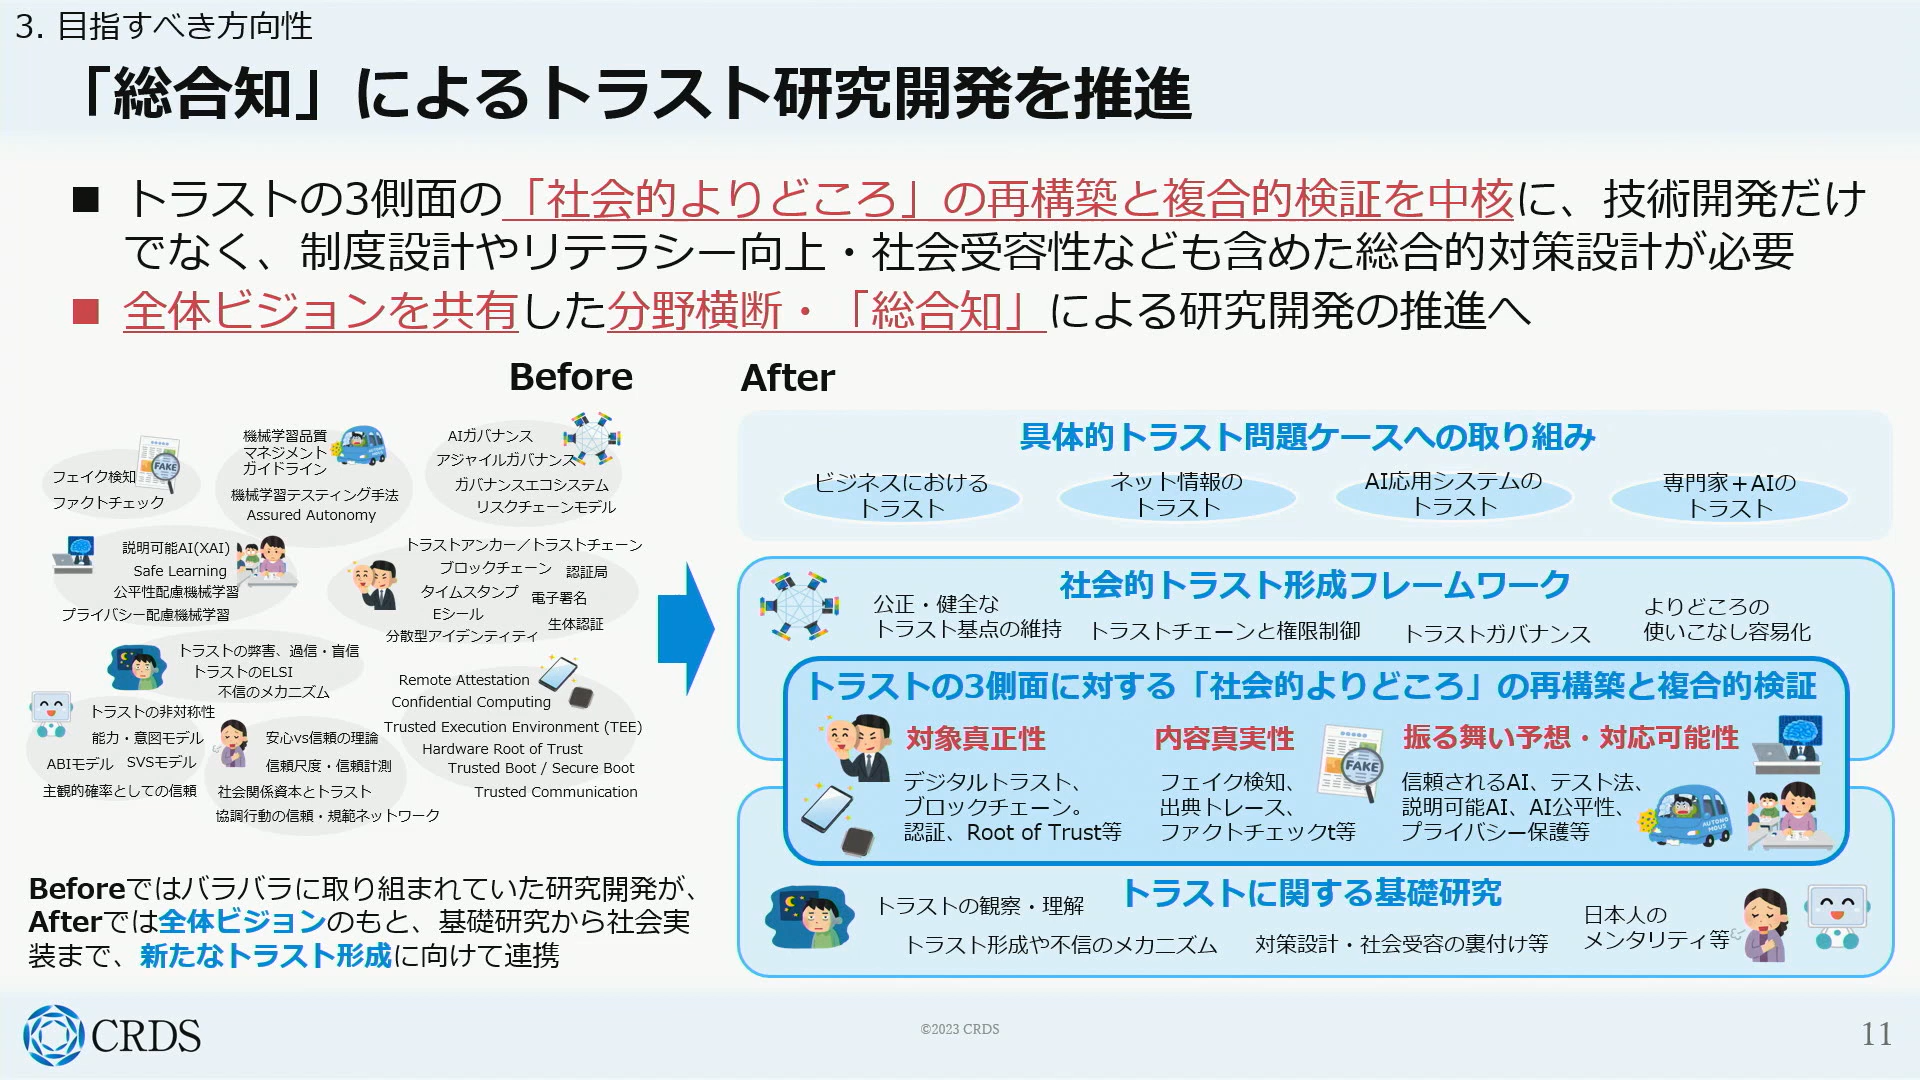 3. 目指すべき方向性
「総合知」によるトラスト研究開発を推進
■ トラストの3側面の「社会的よりどころ」の再構築と複合的検証を中核に、技術開発だけ
でなく、制度設計やリテラシー向上・社会受容性なども含めた総合的対策設計が必要
■ 全体ビジョンを共有した分野横断・「総合知」による研究開発の推進へ
Before
フェイク検知
ファクトチェック
FAKE
機械学習品質
マネジメント
ガイドライン
機械学習テスティング手法
Assured Autonomy
AIガバナンス
アジャイルガバナンス
ガバナンスエコシステム
リスクチェーンモデル
説明可能AI(XAI)
Safe Learning
公平性配慮機械学習
プライバシー配慮機械学習
トラストアンカー／トラストチェーン
ブロックチェーン
認証局
タイムスタンプ
電子署名
Eシール
生体認証
分散型アイデンティティ
トラストの弊害、過信・盲信
トラストのELSI
不信のメカニズム
Remote Attestation
Confidential Computing
Trusted Execution Environment (TEE)
Hardware Root of Trust
Trusted Boot / Secure Boot
Trusted Communication
トラストの非対称性
能力・意図モデル
ABIモデル
SVSモデル
主観的確率としての信頼
安心vs信頼の理論
信頼尺度・信頼計測
社会関係資本とトラスト
協調行動の信頼・規範ネットワーク
Beforeではバラバラに取り組まれていた研究開発が、
Afterでは全体ビジョンのもと、基礎研究から社会実
装まで、新たなトラスト形成に向けて連携
After
具体的トラスト問題ケースへの取り組み
ビジネスにおける
トラスト
ネット情報の
トラスト
AI応用システムの
トラスト
専門家＋AIの
トラスト
社会的トラスト形成フレームワーク
公正・健全な
トラスト基点の維持
トラストチェーンと権限制御
トラストガバナンス
よりどころの
使いこなし容易化
トラストの3側面に対する「社会的よりどころ」の再構築と複合的検証
対象真正性
デジタルトラスト、
ブロックチェーン。
認証、Root of Trust等
内容真実性
フェイク検知、
出典トレース、
ファクトチェックt等
FAKE
振る舞い予想・対応可能性
信頼されるAI、テスト法、
説明可能AI、AI公平性、
プライバシー保護等
AUTONO
MOUS
トラストに関する基礎研究
トラストの観察・理解
トラスト形成や不信のメカニズム
対策設計・社会受容の裏付け等
日本人の
メンタリティ等
CRDS
©2023 CRDS
11